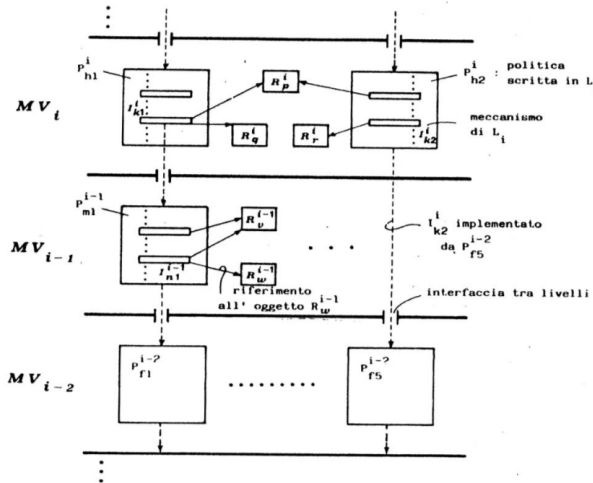 P^i_h1
P^i_h2 : politica
scritta in L
MV_i
I^i_k1
R^i_p
R^i_q
R^i_r
I^i_k2
meccanismo
di L_i
P^{i-1}_m1
MV_{i-1}
R^{i-1}_v
I^{i-1}_n1
R^{i-1}_w
. . .
I^i_k2 implementato
da P^{i-2}_f5
riferimento
all' oggetto R^{i-1}_w
interfaccia tra livelli
MV_{i-2}
P^{i-2}_f1
.........
P^{i-2}_f5